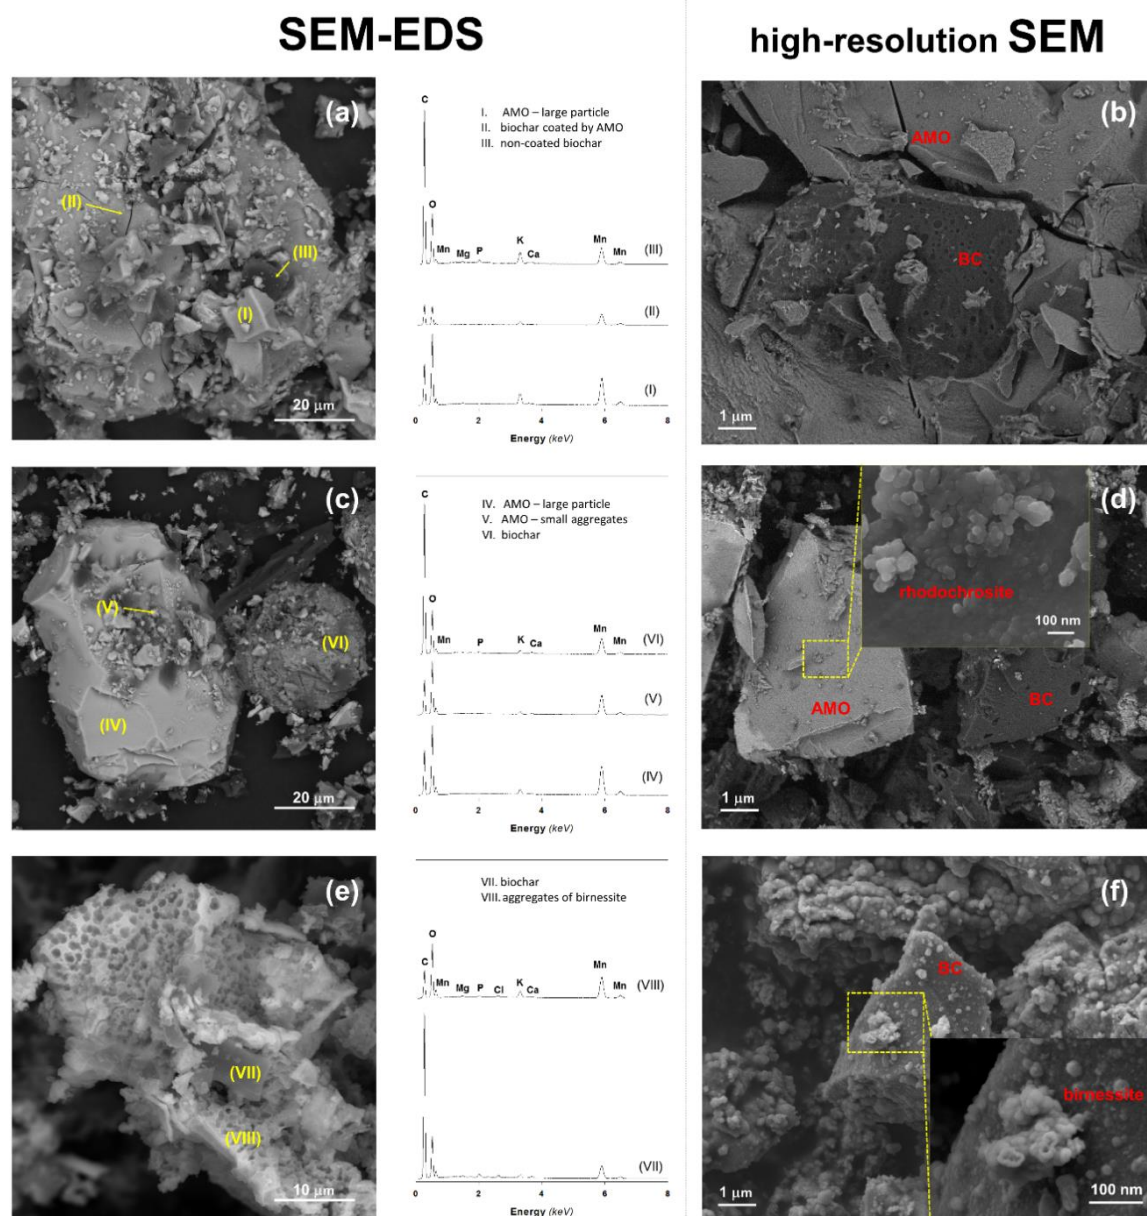 SEM-EDS
high-resolution SEM
(a)
(II)
(III)
(I)
20 μm
C
I. AMO – large particle
II. biochar coated by AMO
III. non-coated biochar
O
Mn Mg P K Ca Mn Mn (III)
(II)
(I)
0 2 4 6 8
Energy (keV)
(b)
AMO
BC
1 μm
(c)
(V)
(VI)
(IV)
20 μm
C
IV. AMO – large particle
V. AMO – small aggregates
VI. biochar
O
Mn P K Ca Mn Mn (VI)
(V)
(IV)
0 2 4 6 8
Energy (keV)
(d)
rhodochrosite
100 nm
AMO
BC
1 μm
(e)
(VII)
(VIII)
10 μm
VII. biochar
VIII. aggregates of birnessite
O
C
Mn Mg P Cl K Ca Mn Mn (VIII)
(VII)
0 2 4 6 8
Energy (keV)
(f)
BC
birnessite
1 μm
100 nm